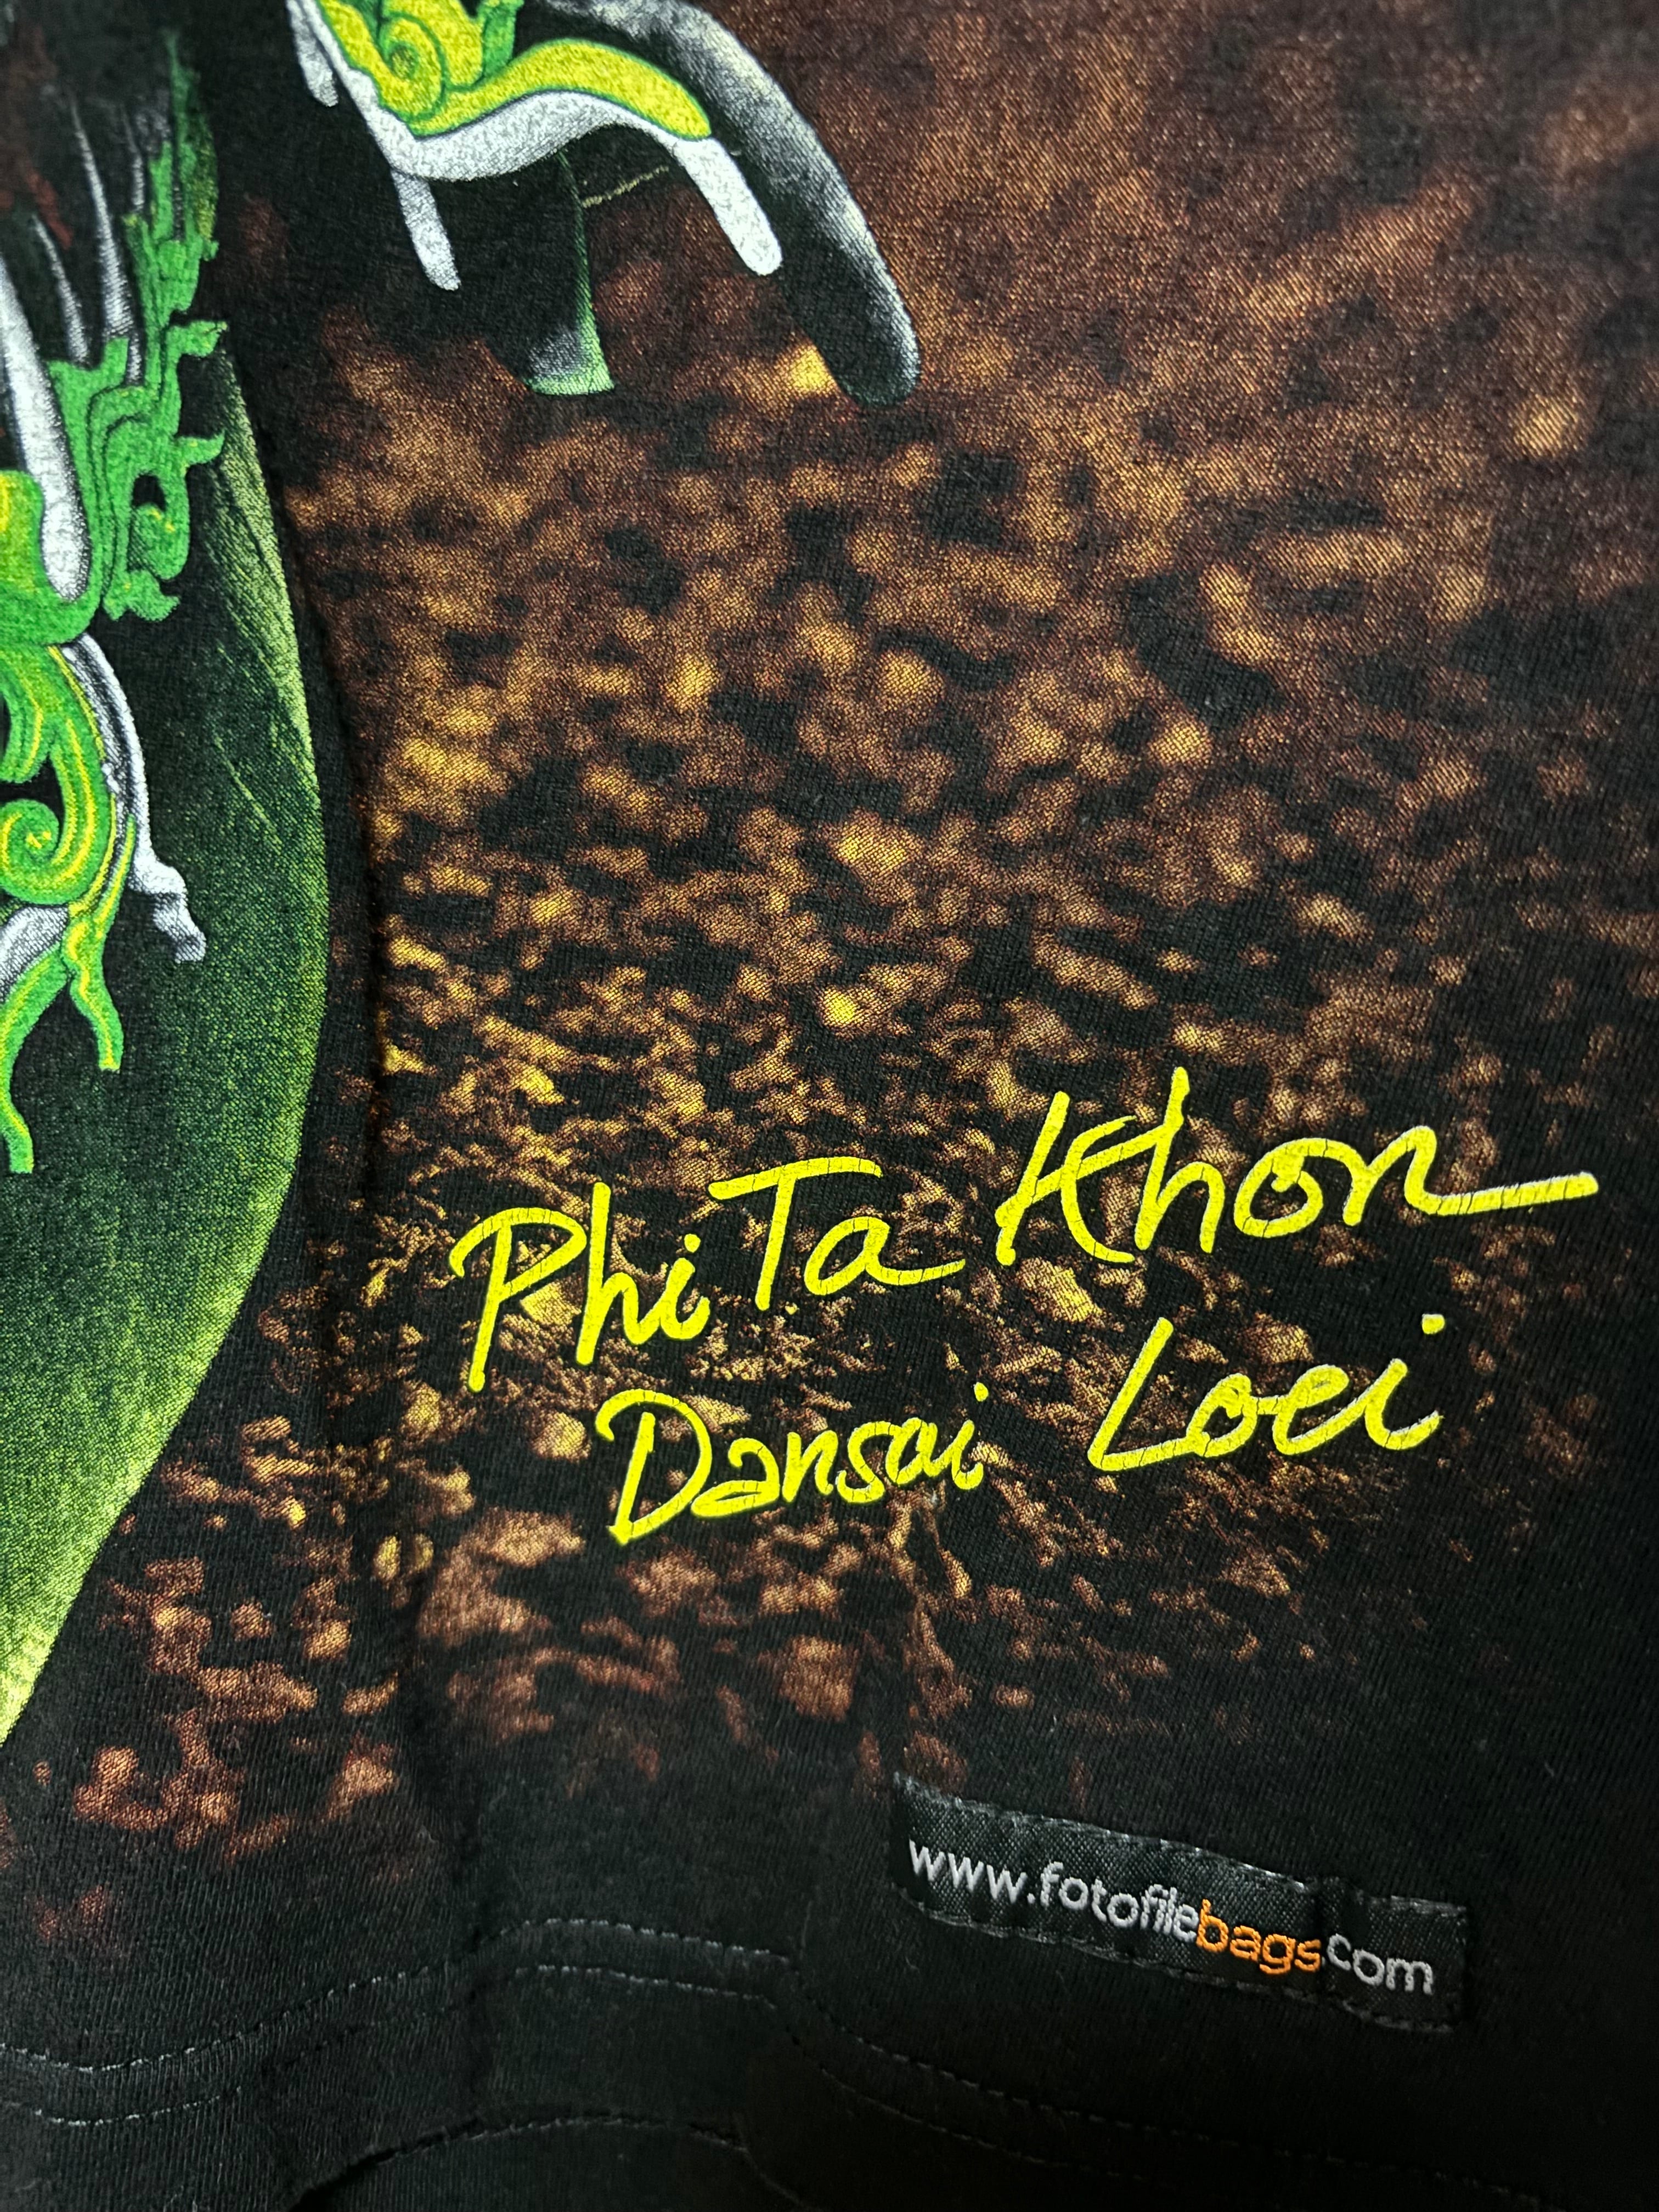 Phi Ta Khon
Dansai Loei
www.fotofilebags.com